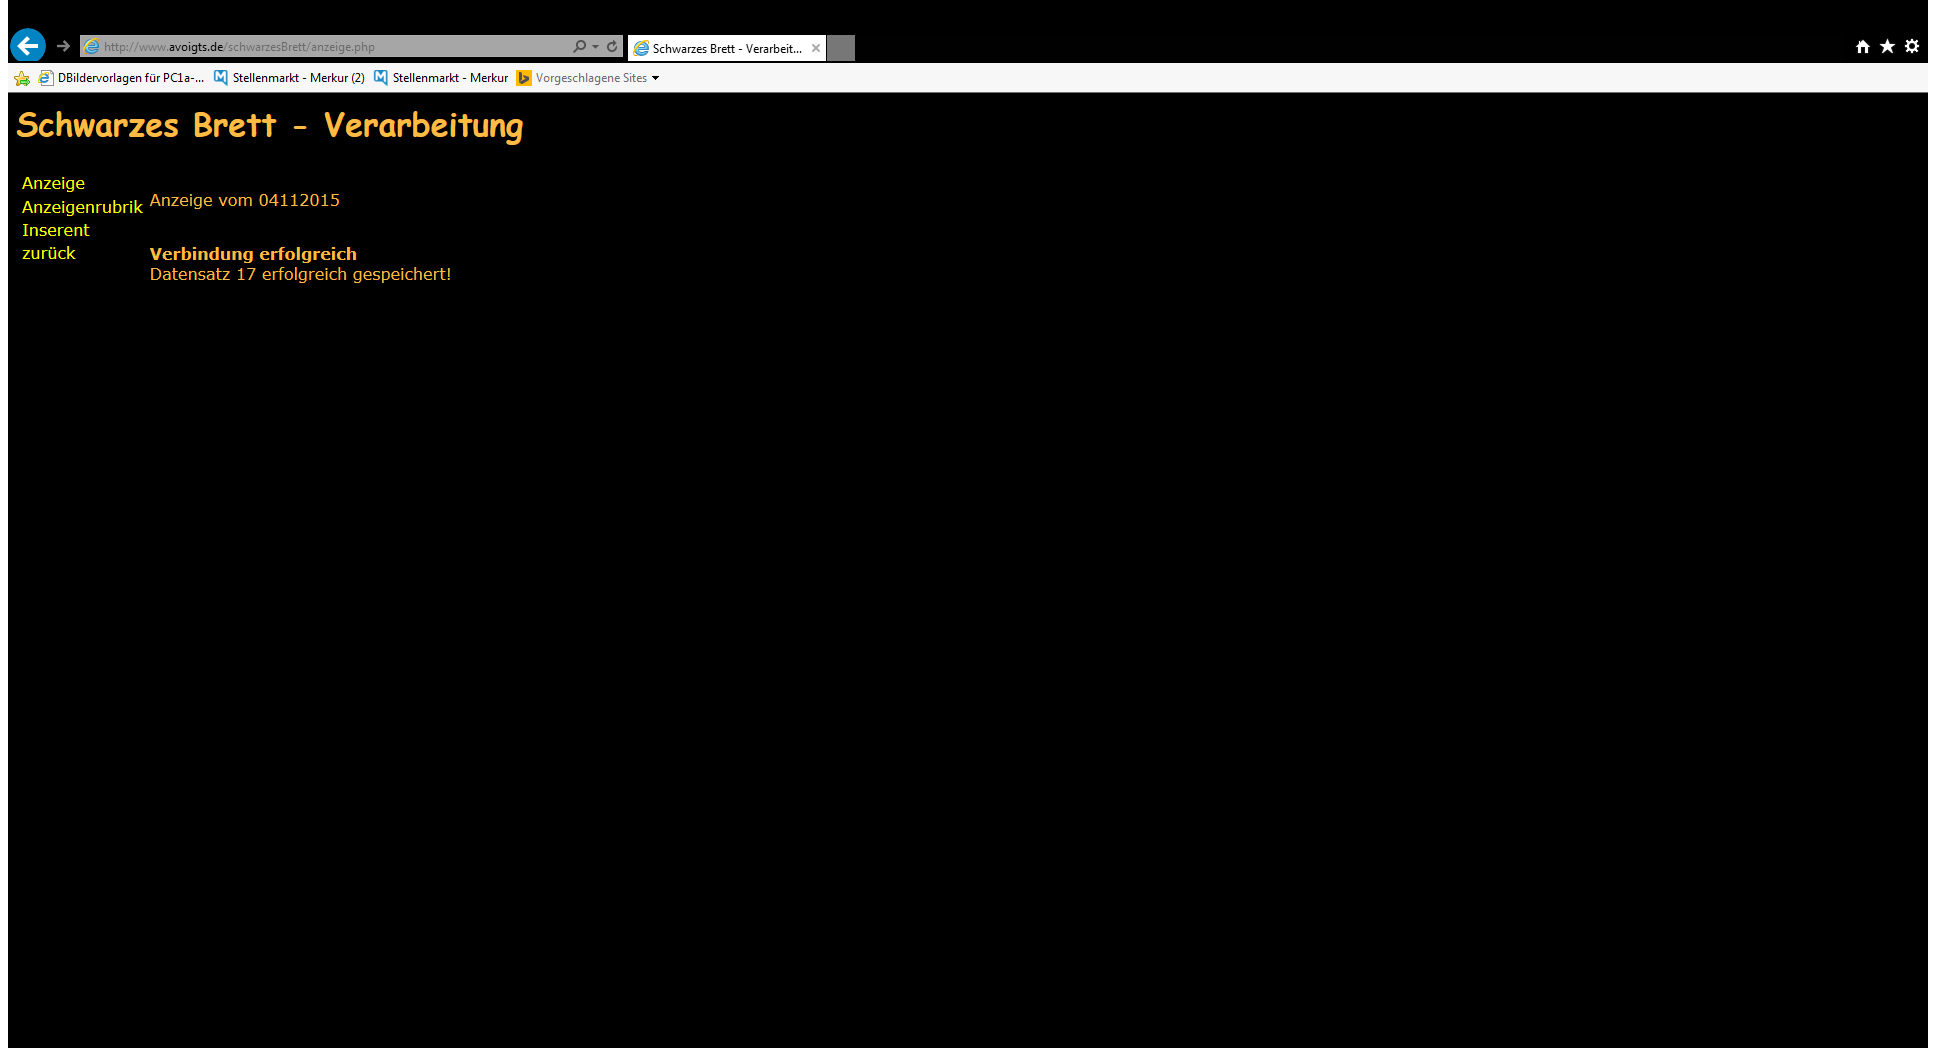 http://www.avoigts.de/schwarzesBrett/anzeige.php
Schwarzes Brett - Verarbeit...
DBildervorlagen für PC1a-... Stellenmarkt - Merkur (2) Stellenmarkt - Merkur Vorgeschlagene Sites
Schwarzes Brett - Verarbeitung
Anzeige
Anzeigenrubrik
Inserent
zurück
Anzeige vom 04112015
Verbindung erfolgreich
Datensatz 17 erfolgreich gespeichert!